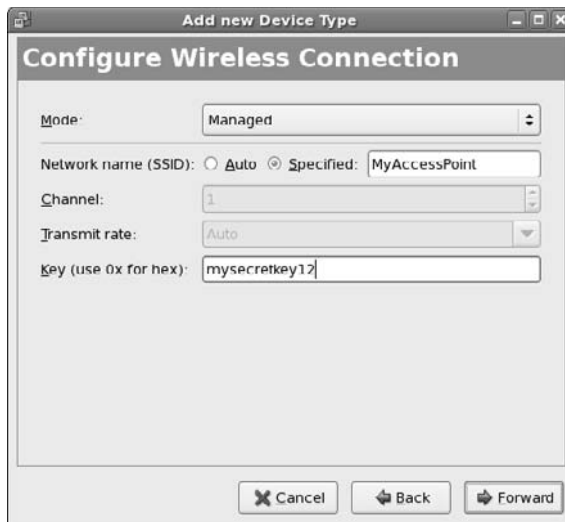 Add new Device Type
Configure Wireless Connection
Mode: Managed
Network name (SSID): Auto Specified: MyAccessPoint
Channel: 1
Transmit rate: Auto
Key (use 0x for hex): mysecretkey12
Cancel Back Forward